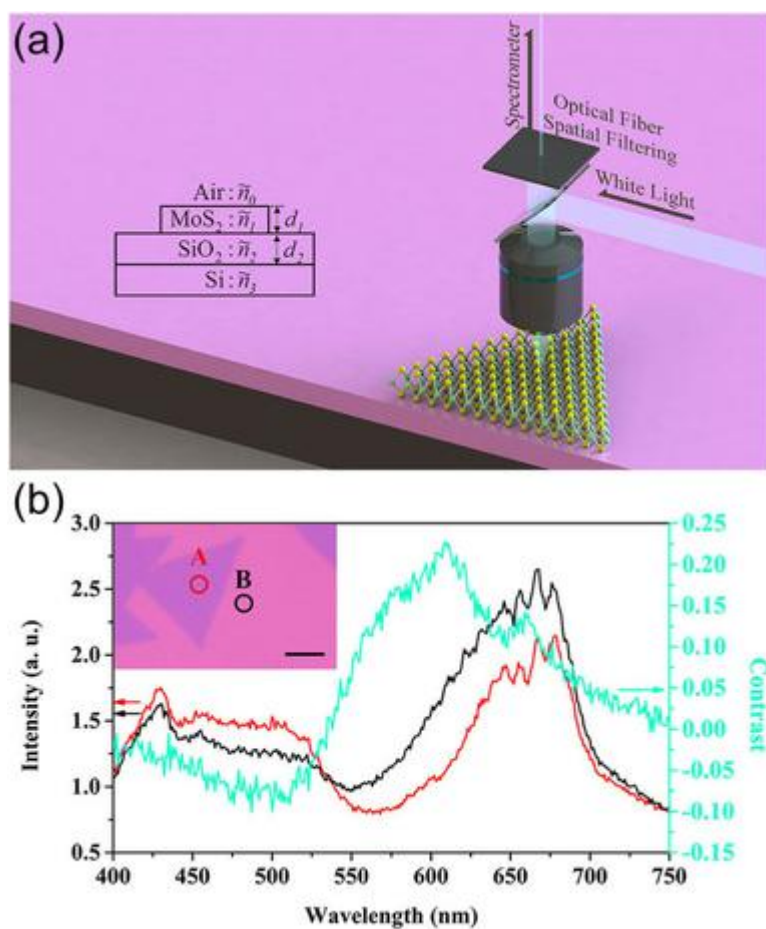 (a)
Spectrometer
Optical Fiber
Spatial Filtering
White Light
Air : ñ₀
MoS₂ : ñ₁ d₁
SiO₂ : ñ₂ d₂
Si : ñ₃
(b)
A
B
3.0
2.5
2.0
1.5
1.0
0.5
Intensity (a. u.)
0.25
0.20
0.15
0.10
0.05
0.00
-0.05
-0.10
-0.15
Contrast
400 450 500 550 600 650 700 750
Wavelength (nm)